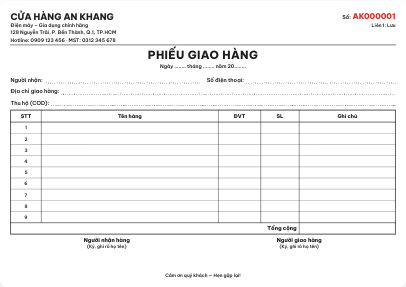 CỬA HÀNG AN KHANG
Điện máy – Gia dụng chính hãng
128 Nguyễn Trãi, P. Bến Thành, Q.1, TP.HCM
Hotline: 0909 123 456 · MST: 0312 345 678
Số: AK000001
Liên 1: Lưu
PHIẾU GIAO HÀNG
Ngày ........ tháng ........ năm 20........
Người nhận:
Số điện thoại:
Địa chỉ giao hàng:
Thu hộ (COD):
STT Tên hàng ĐVT SL Ghi chú
1
2
3
4
5
6
7
8
9
Tổng cộng
Người nhận hàng
(Ký, ghi rõ họ tên)
Người giao hàng
(Ký, ghi rõ họ tên)
Cảm ơn quý khách – Hẹn gặp lại!